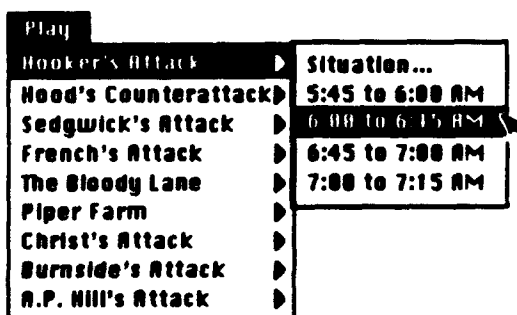 Play
Hooker's Attack
Hood's Counterattack
Sedgwick's Attack
French's Attack
The Bloody Lane
Piper Farm
Christ's Attack
Burnside's Attack
A.P. Hill's Attack
Situation...
5:45 to 6:00 AM
6:00 to 6:15 AM
6:45 to 7:00 AM
7:00 to 7:15 AM